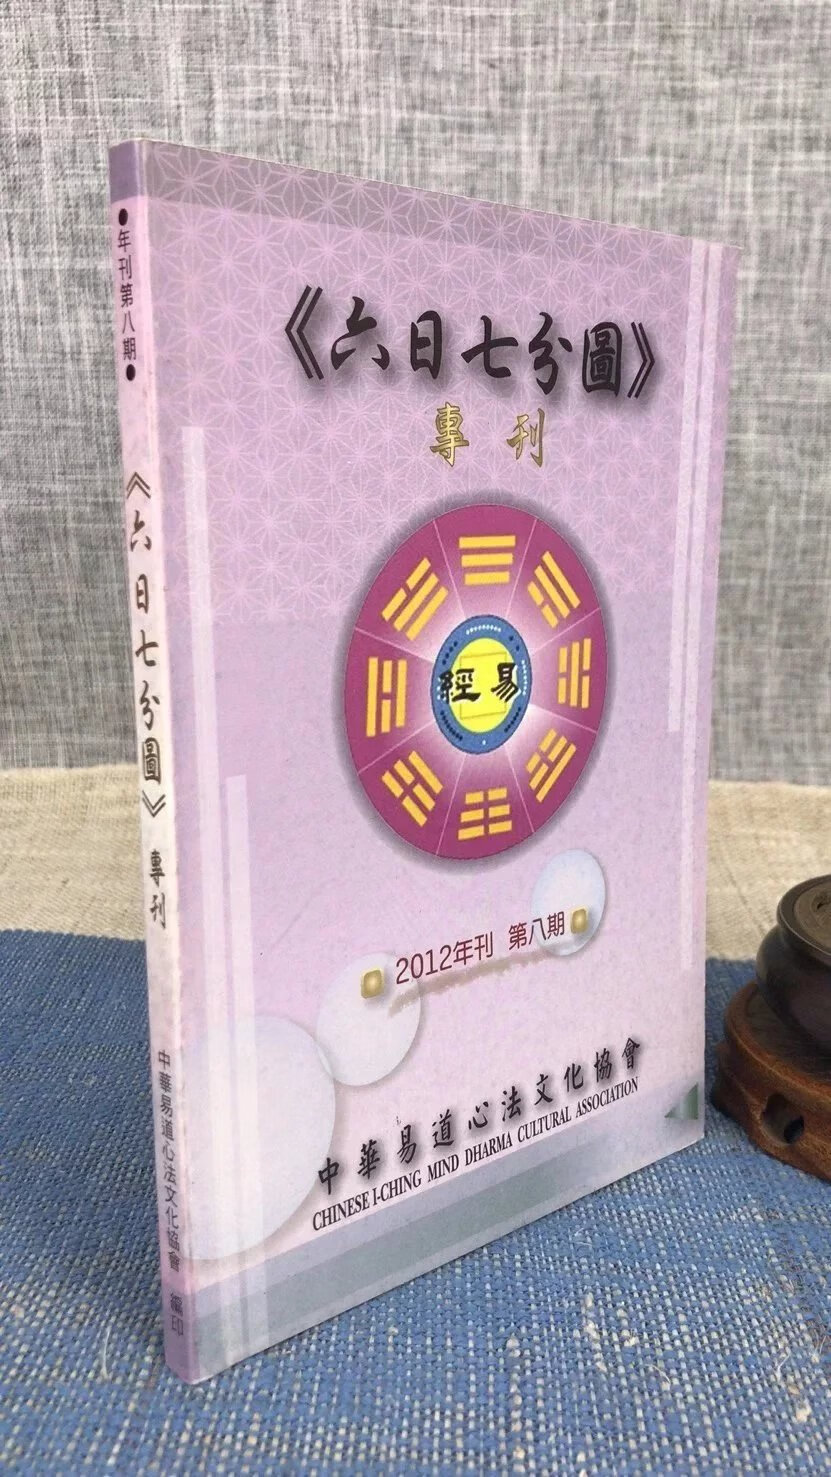 《六日七分圖》
專刊
經易
2012年刊 第八期
中華易道心法文化協會
CHINESE I-CHING MIND DHARMA CULTURAL ASSOCIATION
●年刊第八期●
《六日七分圖》專刊
中華易道心法文化協會 編印